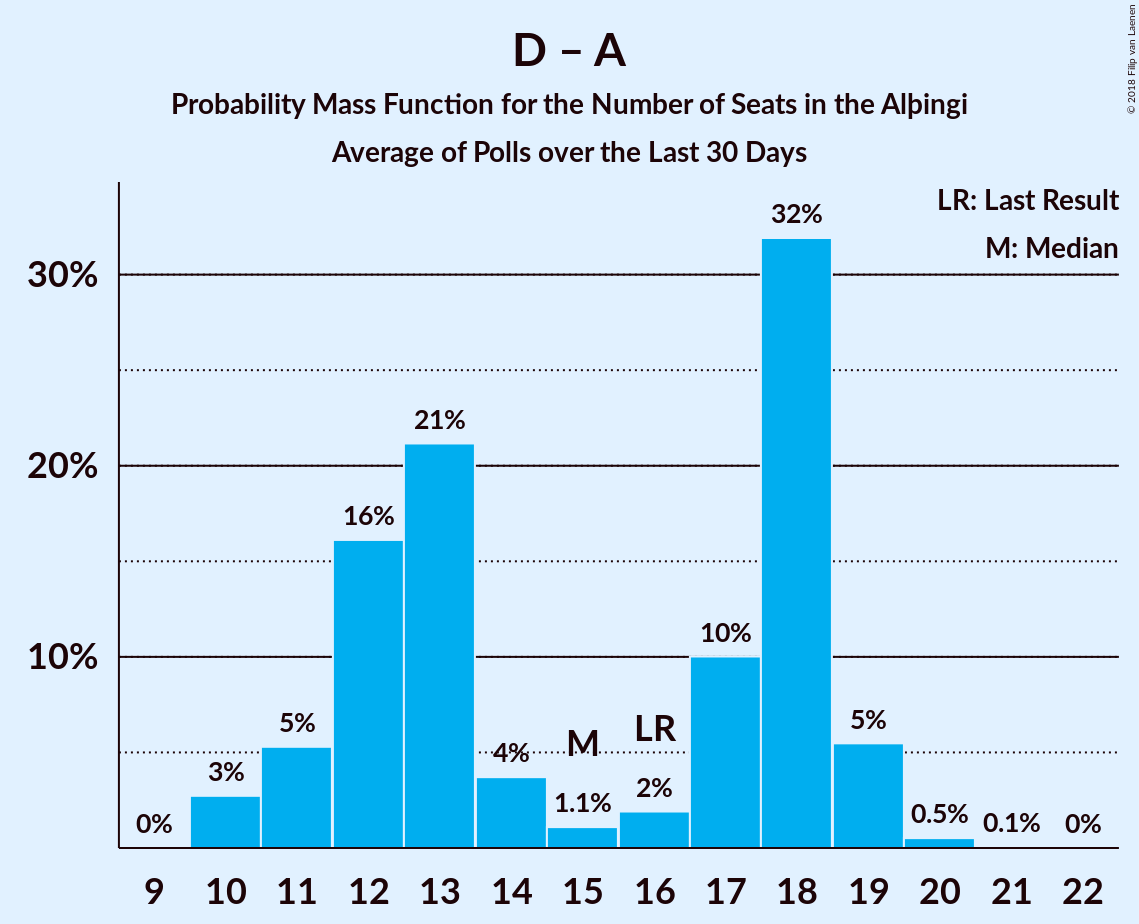 D – A
Probability Mass Function for the Number of Seats in the Alþingi
Average of Polls over the Last 30 Days
© 2018 Filip van Laenen
LR: Last Result
M: Median
30%
20%
10%
0%
3%
5%
16%
21%
4%
1.1%
2%
10%
32%
5%
0.5%
0.1%
0%
M
LR
9 10 11 12 13 14 15 16 17 18 19 20 21 22